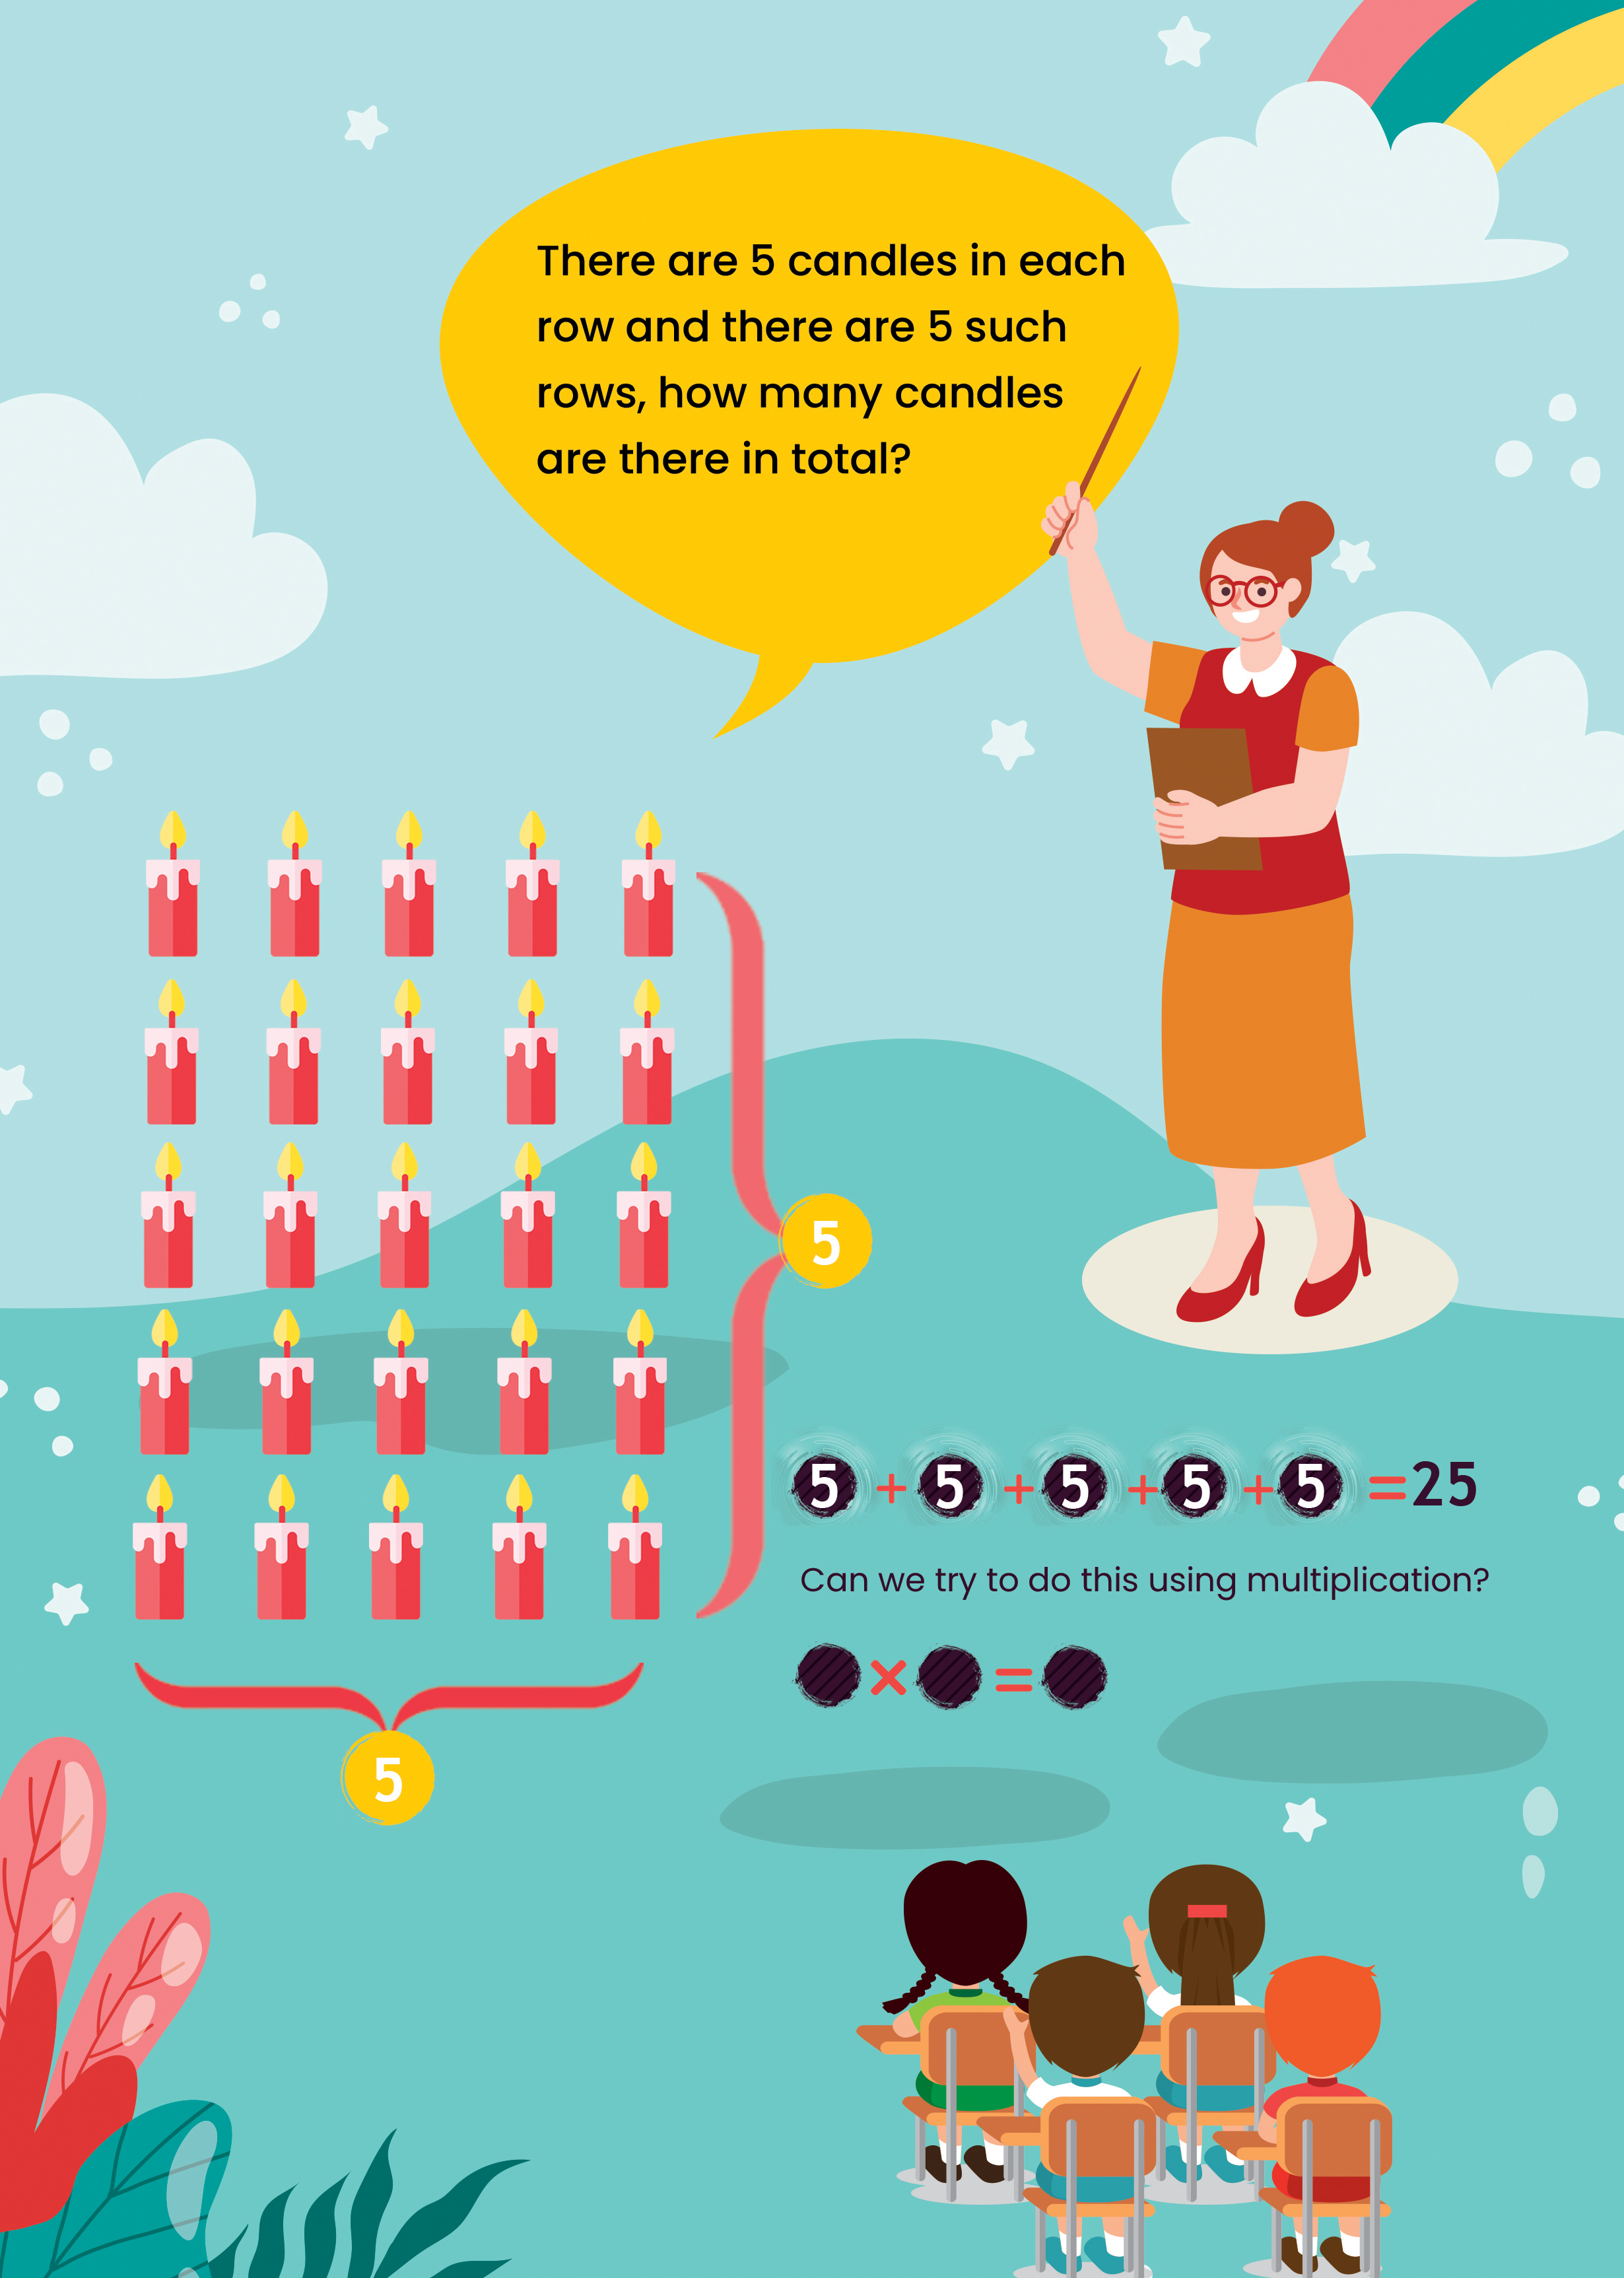 There are 5 candles in each
row and there are 5 such
rows, how many candles
are there in total?
5
5 + 5 + 5 + 5 + 5 = 25
Can we try to do this using multiplication?
× =
5